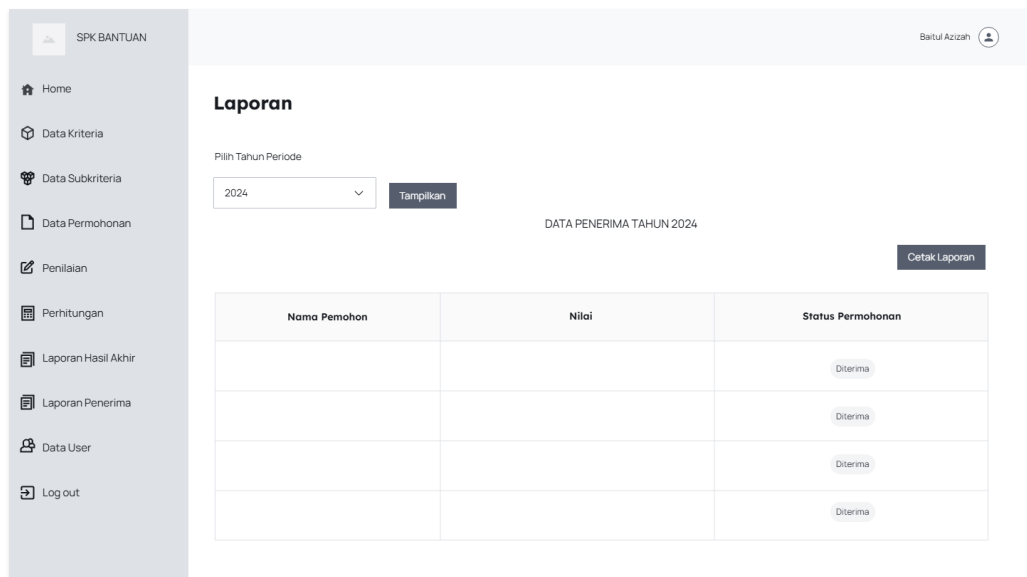 SPK BANTUAN
Baitul Azizah
Home
Data Kriteria
Data Subkriteria
Data Permohonan
Penilaian
Perhitungan
Laporan Hasil Akhir
Laporan Penerima
Data User
Log out
Laporan
Pilih Tahun Periode
2024
Tampilkan
DATA PENERIMA TAHUN 2024
Cetak Laporan
Nama Pemohon Nilai Status Permohonan
Diterima
Diterima
Diterima
Diterima